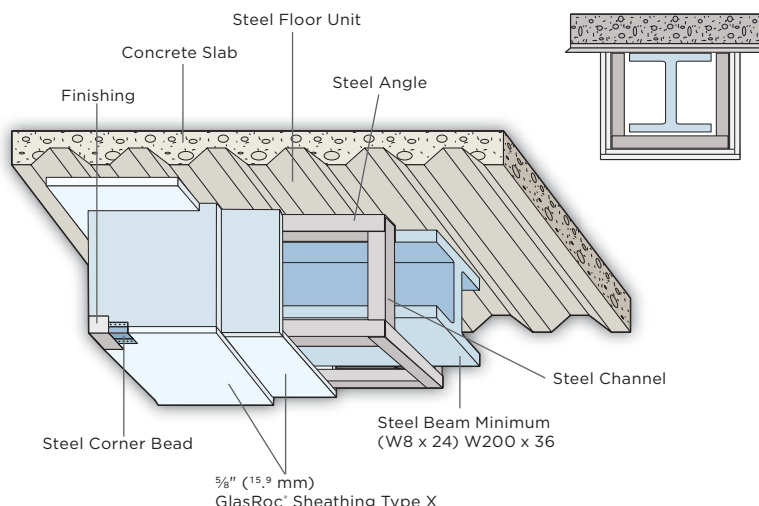 Steel Floor Unit
Concrete Slab
Steel Angle
Finishing
Steel Channel
Steel Beam Minimum
(W8 x 24) W200 x 36
Steel Corner Bead
⅝" (15.9 mm)
GlasRoc® Sheathing Type X